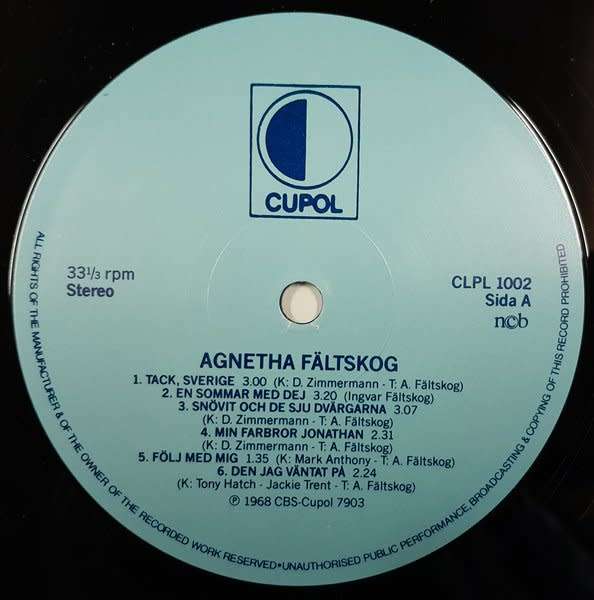 CUPOL
33 1/3 rpm
Stereo
CLPL 1002
Sida A
ncb
AGNETHA FÄLTSKOG
1. TACK, SVERIGE 3.00 (K: D. Zimmermann - T: A. Fältskog)
2. EN SOMMAR MED DEJ 3.20 (Ingvar Fältskog)
3. SNÖVIT OCH DE SJU DVÄRGARNA 3.07
(K: D. Zimmermann - T: A. Fältskog)
4. MIN FARBROR JONATHAN 2.31
(K: D. Zimmermann - T: A. Fältskog)
5. FÖLJ MED MIG 1.35 (K: Mark Anthony - T: A. Fältskog)
6. DEN JAG VÄNTAT PÅ 2.24
(K: Tony Hatch - Jackie Trent - T: A. Fältskog)
℗ 1968 CBS-Cupol 7903
ALL RIGHTS OF THE MANUFACTURER & OF THE OWNER OF THE RECORDED WORK RESERVED•UNAUTHORISED PUBLIC PERFORMANCE, BROADCASTING & COPYING OF THIS RECORD PROHIBITED